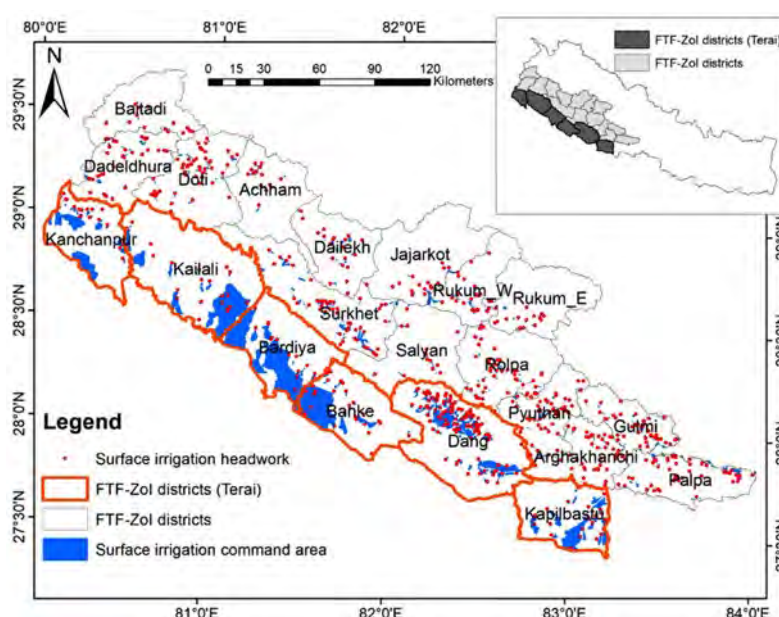 80°0'E
81°0'E
82°0'E
N
0 15 30 60 90 120
Kilometers
FTF-ZoI districts (Terai)
FTF-ZoI districts
29°30'N
29°0'N
28°30'N
28°0'N
27°30'N
Baitadi
Dadeldhura
Doti
Achham
Kanchanpur
Dailekh
Jajarkot
Kailali
Rukum_W
Rukum_E
Surkhet
Bardiya
Salyan
Rolpa
Banke
Pyuthan
Gulmi
Dang
Arghakhanchi
Palpa
Kapilbastu
Legend
Surface irrigation headwork
FTF-ZoI districts (Terai)
FTF-ZoI districts
Surface irrigation command area
81°0'E
82°0'E
83°0'E
84°0'E